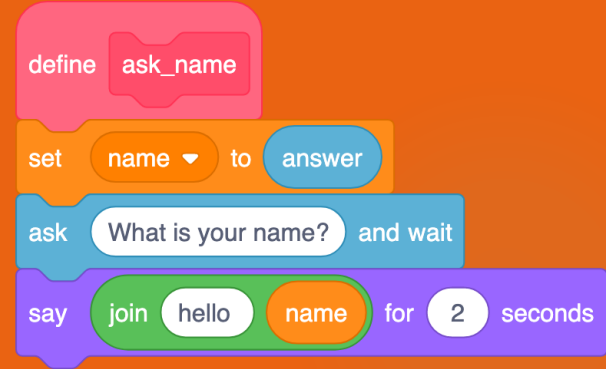 define ask_name
set name to answer
ask What is your name? and wait
say join hello name for 2 seconds